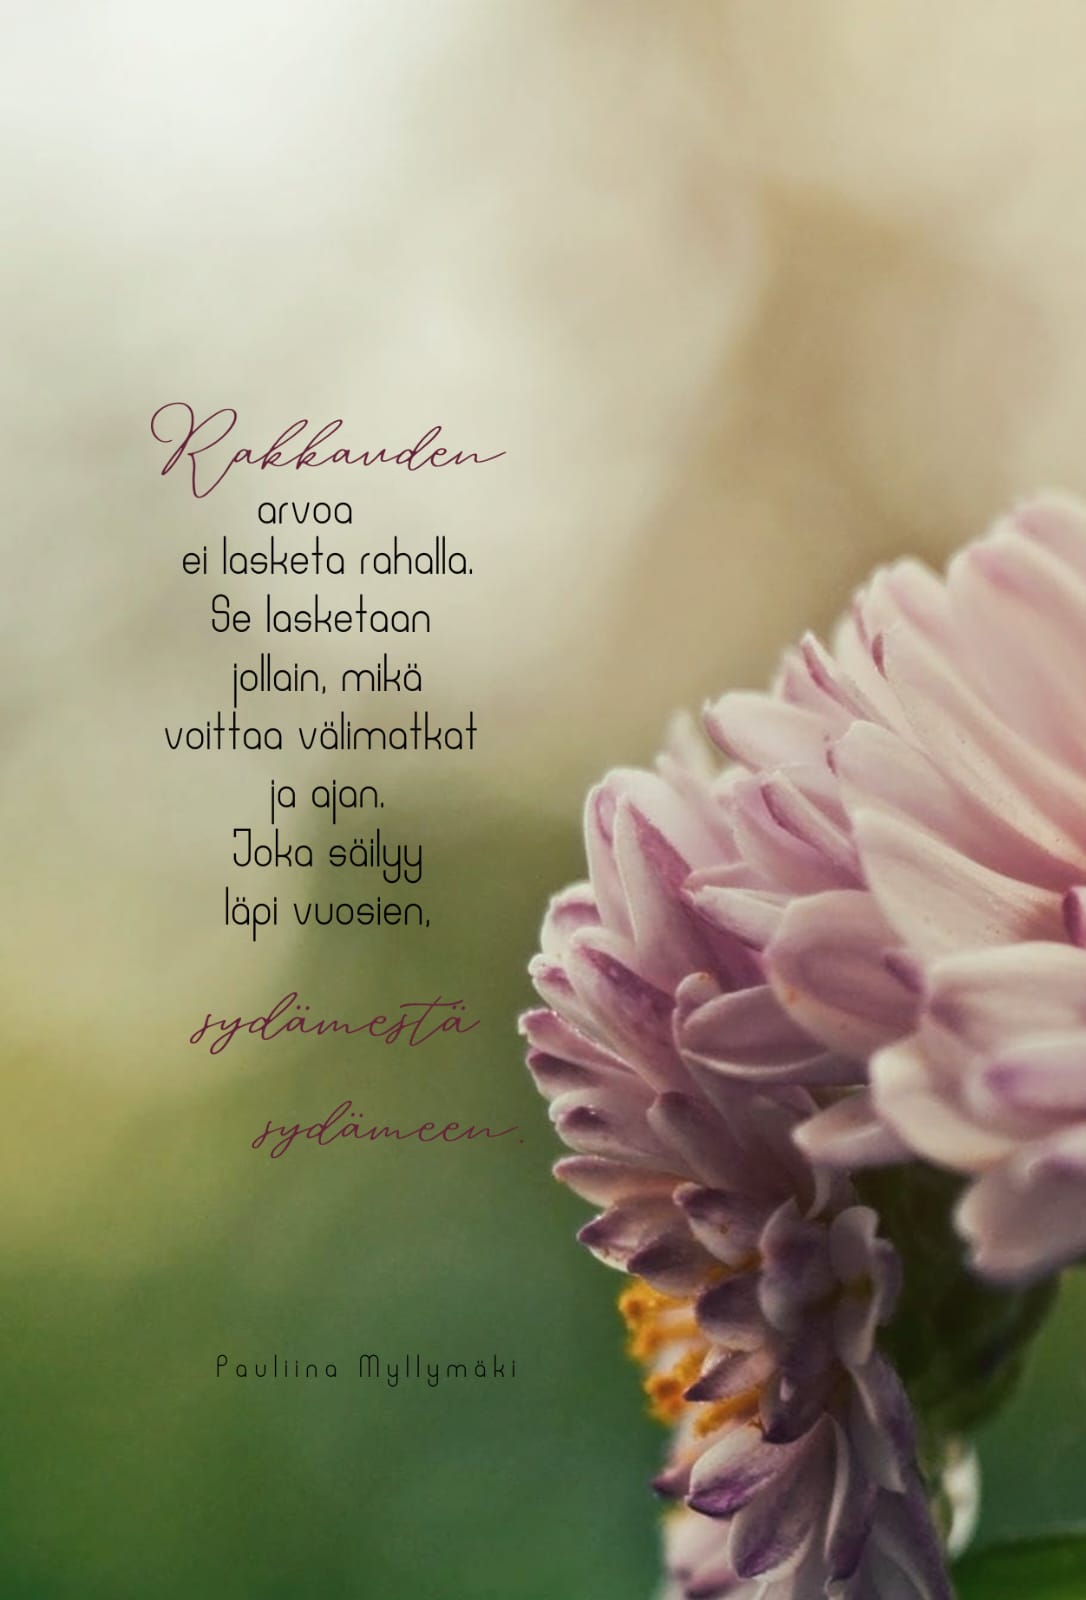 Rakkauden
arvoa
ei lasketa rahalla.
Se lasketaan
jollain, mikä
voittaa välimatkat
ja ajan.
Joka säilyy
läpi vuosien,
sydämestä
sydämeen.
Pauliina Myllymäki